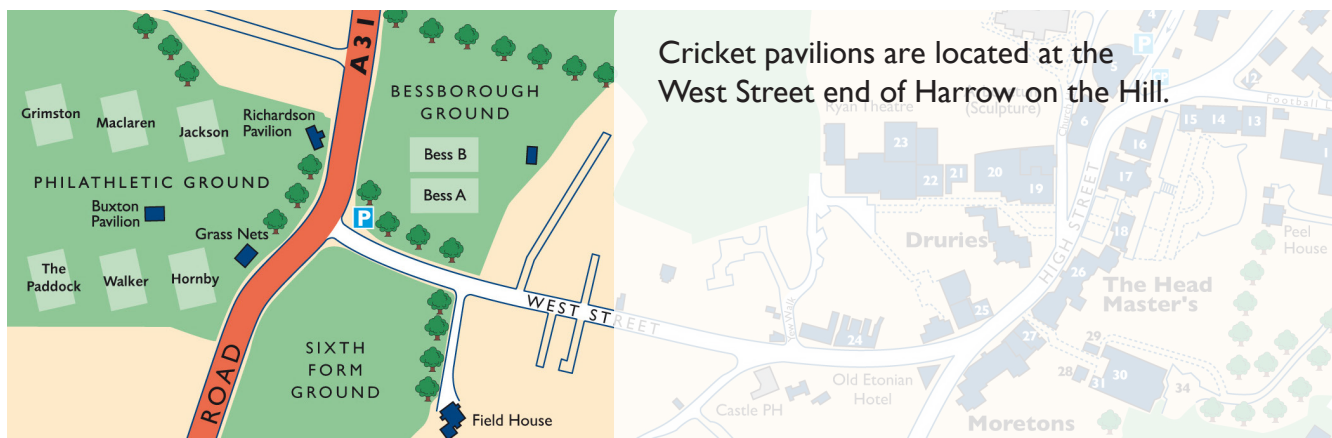 Cricket pavilions are located at the
West Street end of Harrow on the Hill.
A31
BESSBOROUGH
GROUND
Bess B
Bess A
Grimston
Maclaren
Jackson
Richardson
Pavilion
PHILATHLETIC GROUND
Buxton
Pavilion
Grass Nets
The
Paddock
Walker
Hornby
P
WEST STREET
SIXTH
FORM
GROUND
ROAD
Field House
Ryan Theatre
(Sculpture)
P
4
5
6
12
Football
15
14
13
16
17
18
23
22
21
20
19
Druries
HIGH STREET
Peel
House
26
The Head
Master's
25
24
27
29
28
31
30
34
Old Etonian
Hotel
Castle PH
Moretons